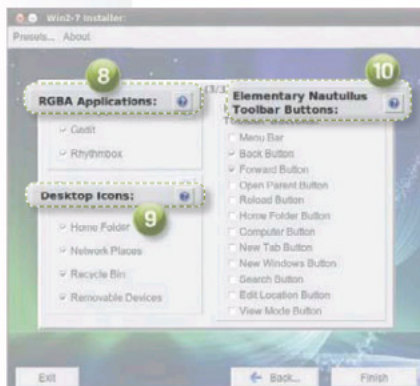 Win2-7 Installer:
Presets... About
8
10
RGBA Applications:
Gedit
Rhythmbox
Desktop Icons:
9
Home Folder
Network Places
Recycle Bin
Removable Devices
(3/3
Elementary Nautullus
Toolbar Buttons:
Menu Bar
Back Button
Forward Button
Open Parent Button
Reload Button
Home Folder Button
Computer Button
New Tab Button
New Windows Button
Search Button
Edit Location Button
View Mode Button
Exit
Back...
Finish